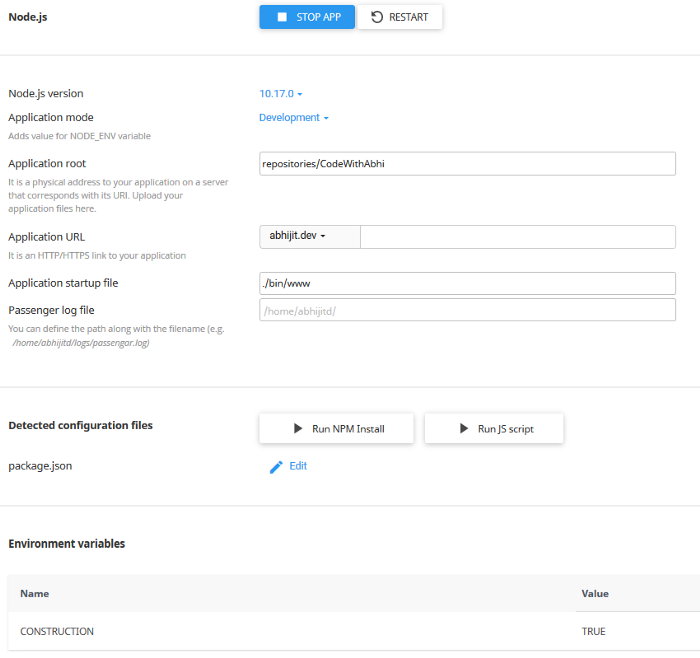 Node.js STOP APP RESTART
Node.js version 10.17.0
Application mode Development
Adds value for NODE_ENV variable
Application root repositories/CodeWithAbhi
It is a physical address to your application on a server
that corresponds with its URI. Upload your
application files here.
Application URL abhijit.dev
It is an HTTP/HTTPS link to your application
Application startup file ./bin/www
Passenger log file /home/abhijitd/
You can define the path along with the filename (e.g.
/home/abhijitd/logs/passengar.log)
Detected configuration files Run NPM Install Run JS script
package.json Edit
Environment variables
Name Value
CONSTRUCTION TRUE